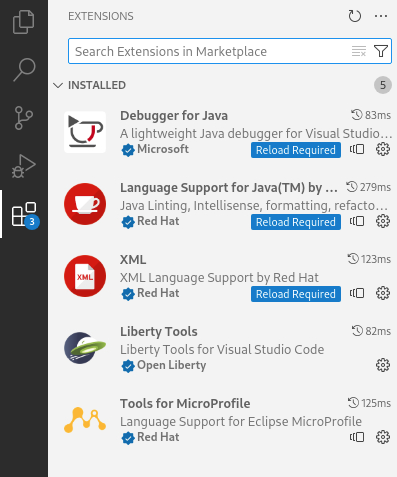 EXTENSIONS
Search Extensions in Marketplace
INSTALLED 5
Debugger for Java 83ms
A lightweight Java debugger for Visual Studio...
Microsoft Reload Required
Language Support for Java(TM) by ... 279ms
Java Linting, Intellisense, formatting, refacto...
Red Hat Reload Required
3
XML 123ms
XML Language Support by Red Hat
XML
Red Hat Reload Required
Liberty Tools 82ms
Liberty Tools for Visual Studio Code
Open Liberty
Tools for MicroProfile 125ms
Language Support for Eclipse MicroProfile
Red Hat